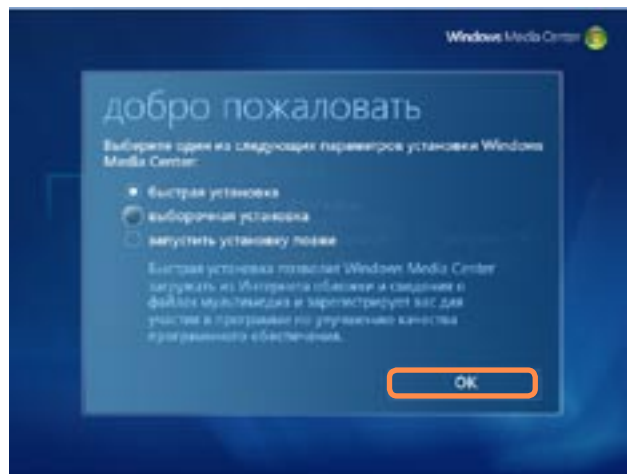 Windows Media Center
добро пожаловать
Выберите один из следующих параметров установки Windows
Media Center:
быстрая установка
выборочная установка
запустить установку позже
Быстрая установка позволит Windows Media Center
загружать из Интернета обложки и сведения о
файлах мультимедиа и зарегистрирует вас для
участия в программе по улучшению качества
программного обеспечения.
OK